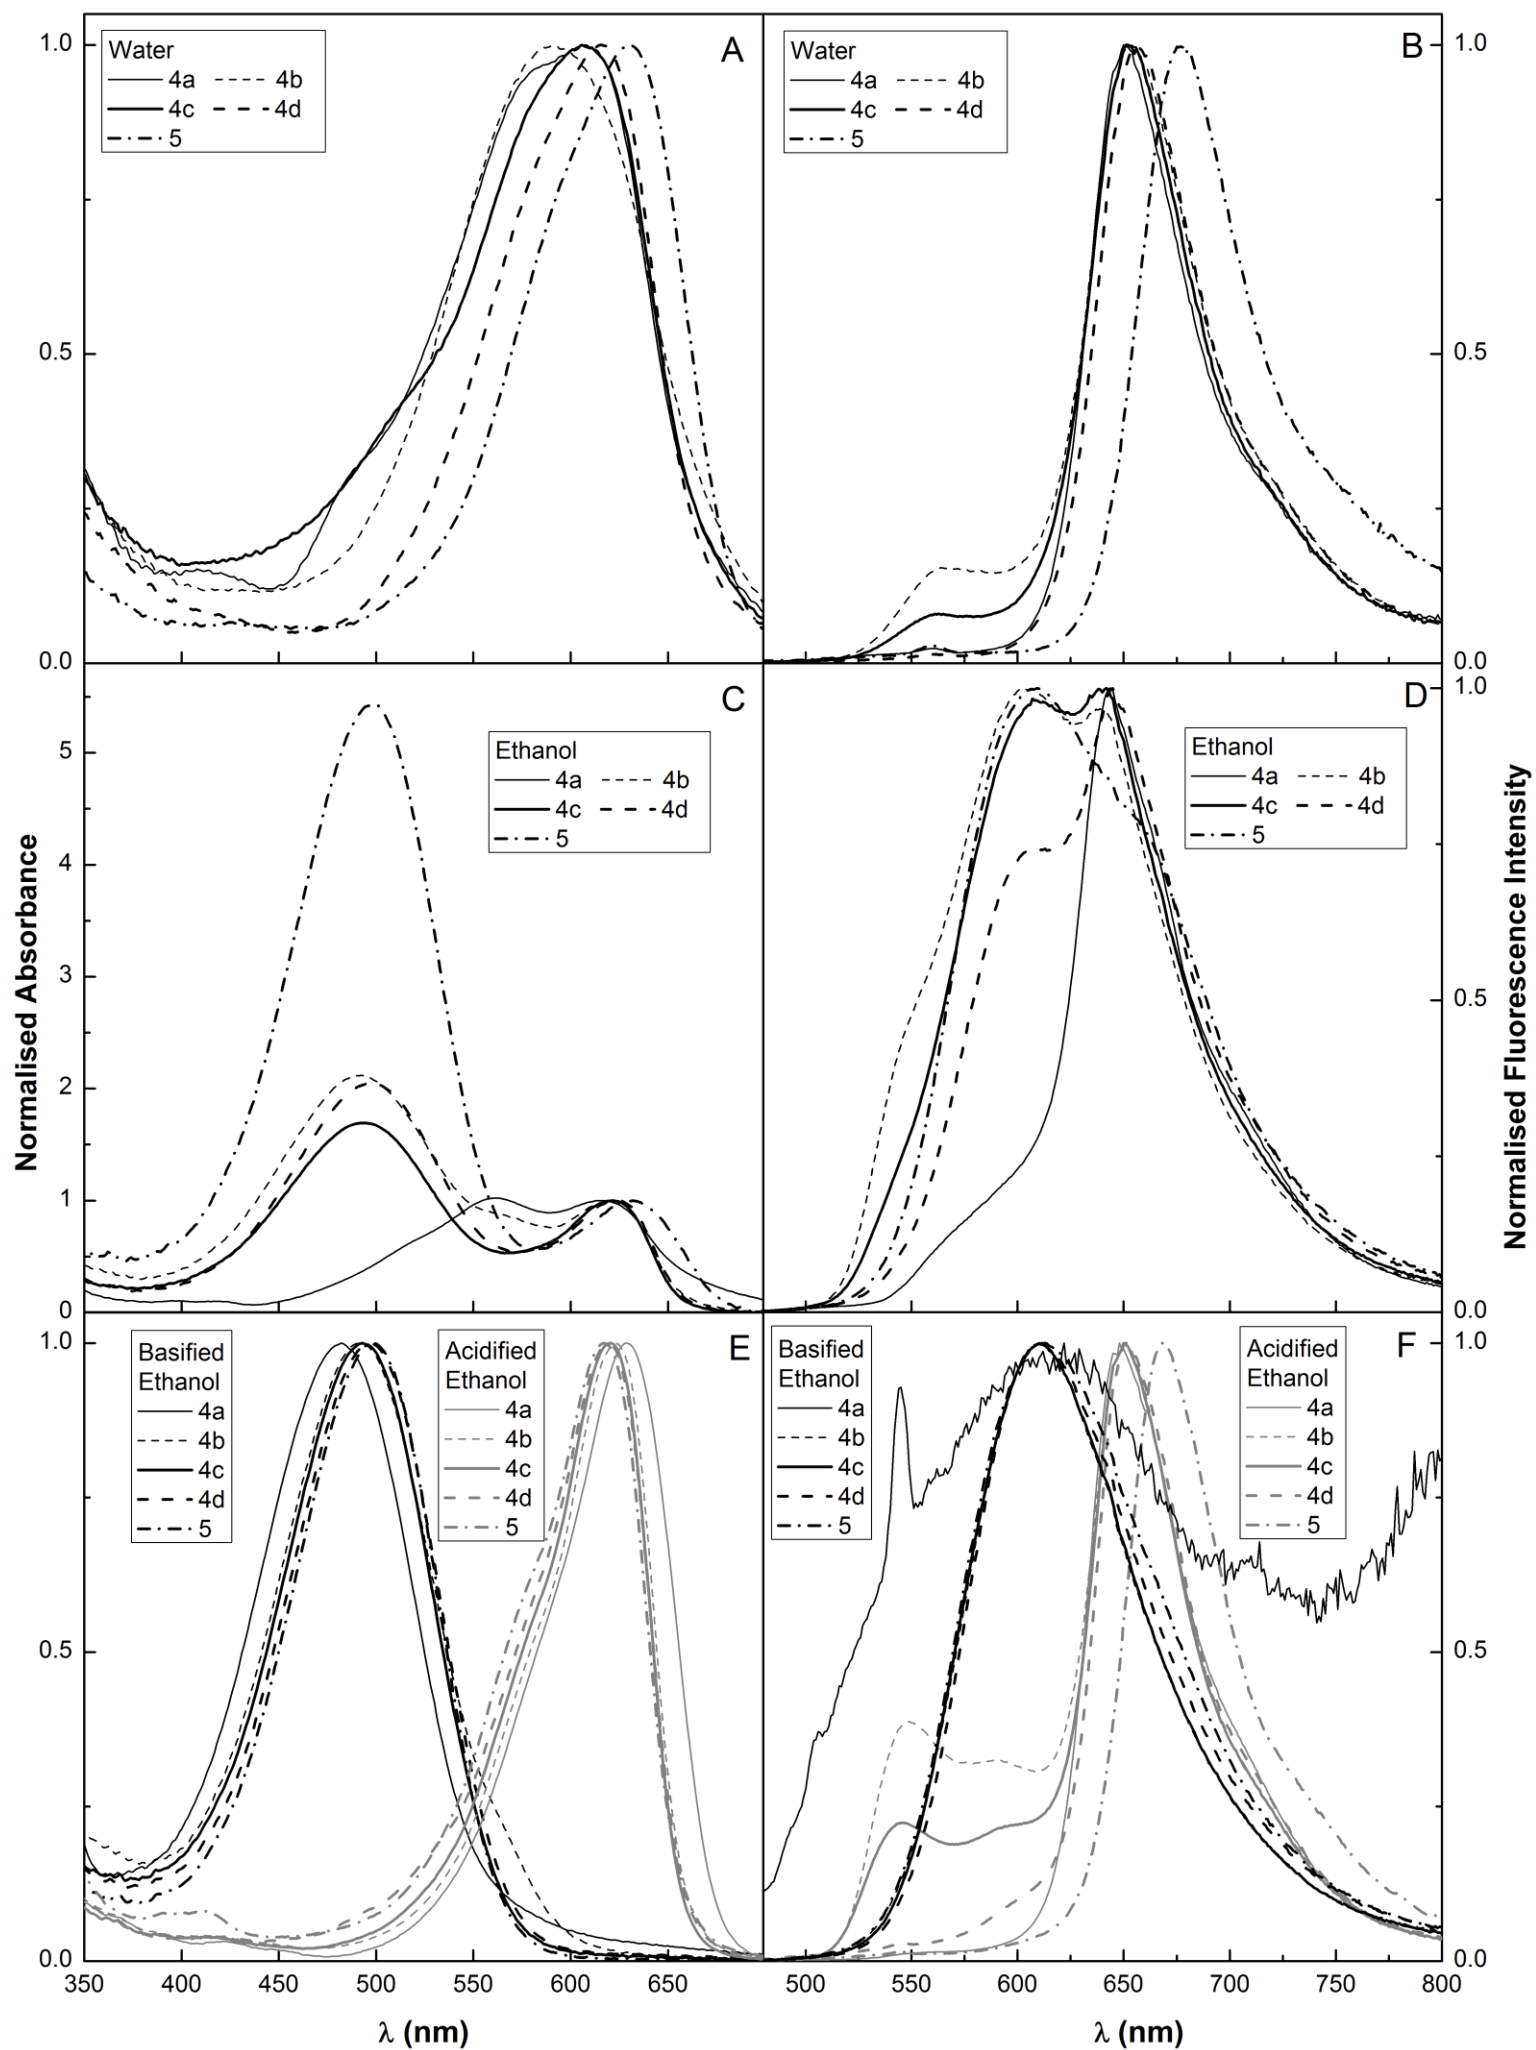 A
Water
4a 4b
4c 4d
5
1.0
0.5
0.0
B
Water
4a 4b
4c 4d
5
1.0
0.5
0.0
C
Ethanol
4a 4b
4c 4d
5
5
4
3
2
1
0
D
Ethanol
4a 4b
4c 4d
5
1.0
0.5
0.0
Normalised Absorbance
Normalised Fluorescence Intensity
E
Basified
Ethanol
4a
4b
4c
4d
5
Acidified
Ethanol
4a
4b
4c
4d
5
1.0
0.5
0.0
F
Basified
Ethanol
4a
4b
4c
4d
5
Acidified
Ethanol
4a
4b
4c
4d
5
1.0
0.5
0.0
350 400 450 500 550 600 650
500 550 600 650 700 750 800
λ (nm)
λ (nm)